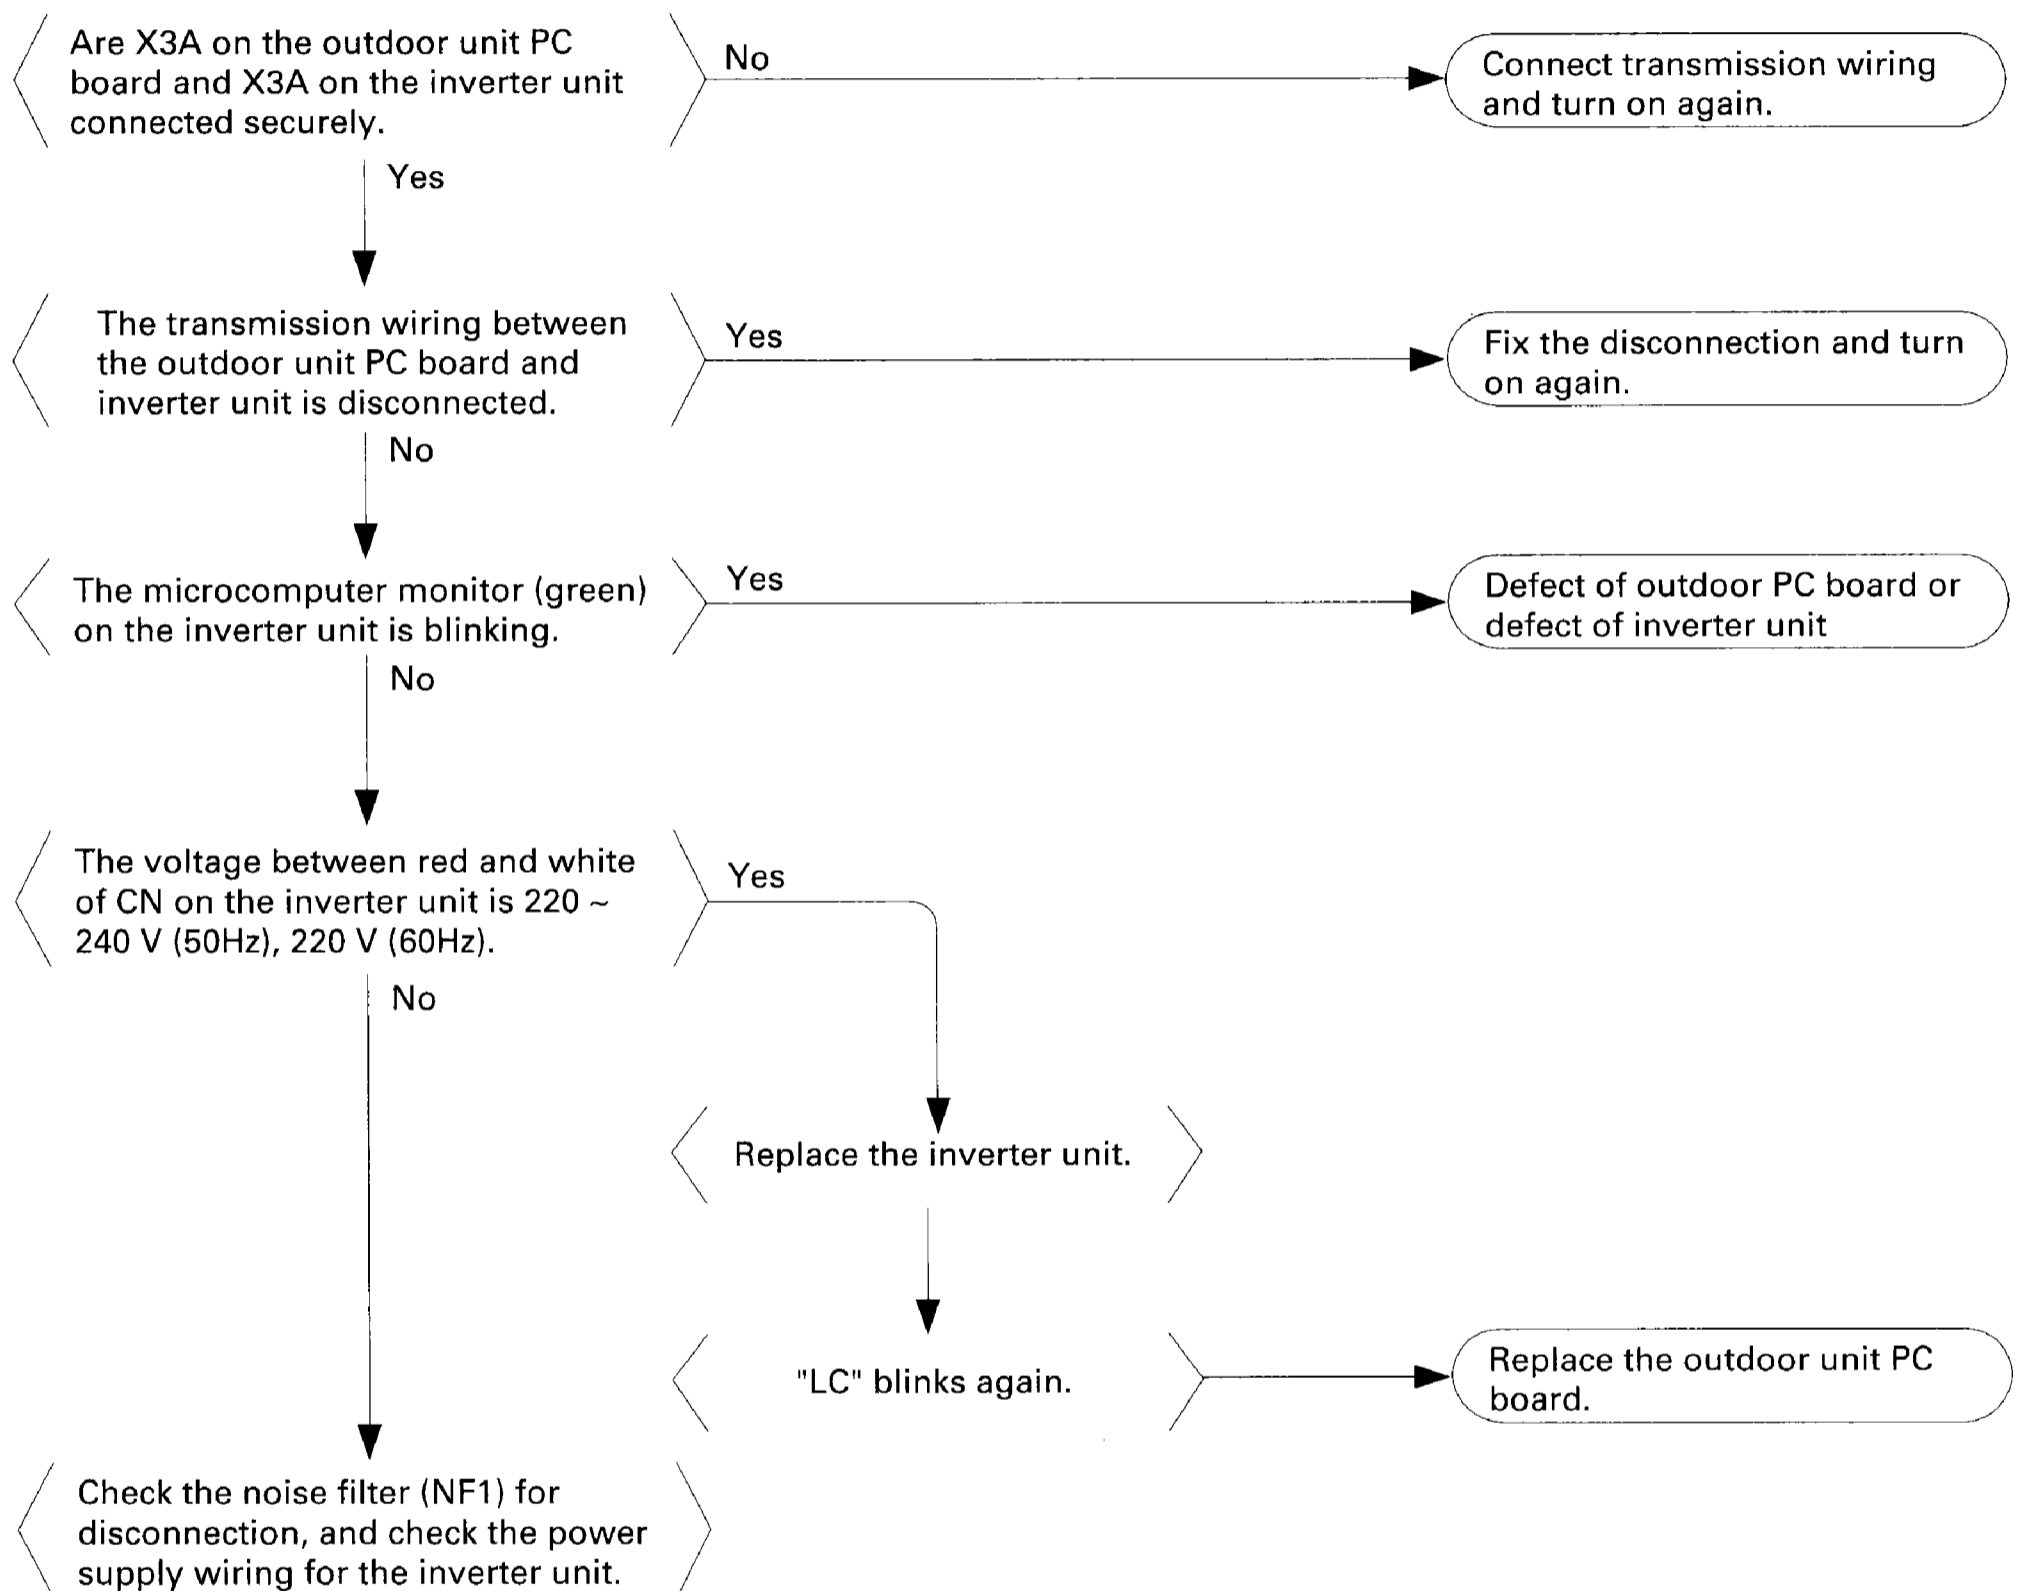 Are X3A on the outdoor unit PC
board and X3A on the inverter unit
connected securely.
No
Connect transmission wiring
and turn on again.
Yes
The transmission wiring between
the outdoor unit PC board and
inverter unit is disconnected.
Yes
Fix the disconnection and turn
on again.
No
The microcomputer monitor (green)
on the inverter unit is blinking.
Yes
Defect of outdoor PC board or
defect of inverter unit
No
The voltage between red and white
of CN on the inverter unit is 220 ~
240 V (50Hz), 220 V (60Hz).
Yes
No
Replace the inverter unit.
"LC" blinks again.
Replace the outdoor unit PC
board.
Check the noise filter (NF1) for
disconnection, and check the power
supply wiring for the inverter unit.